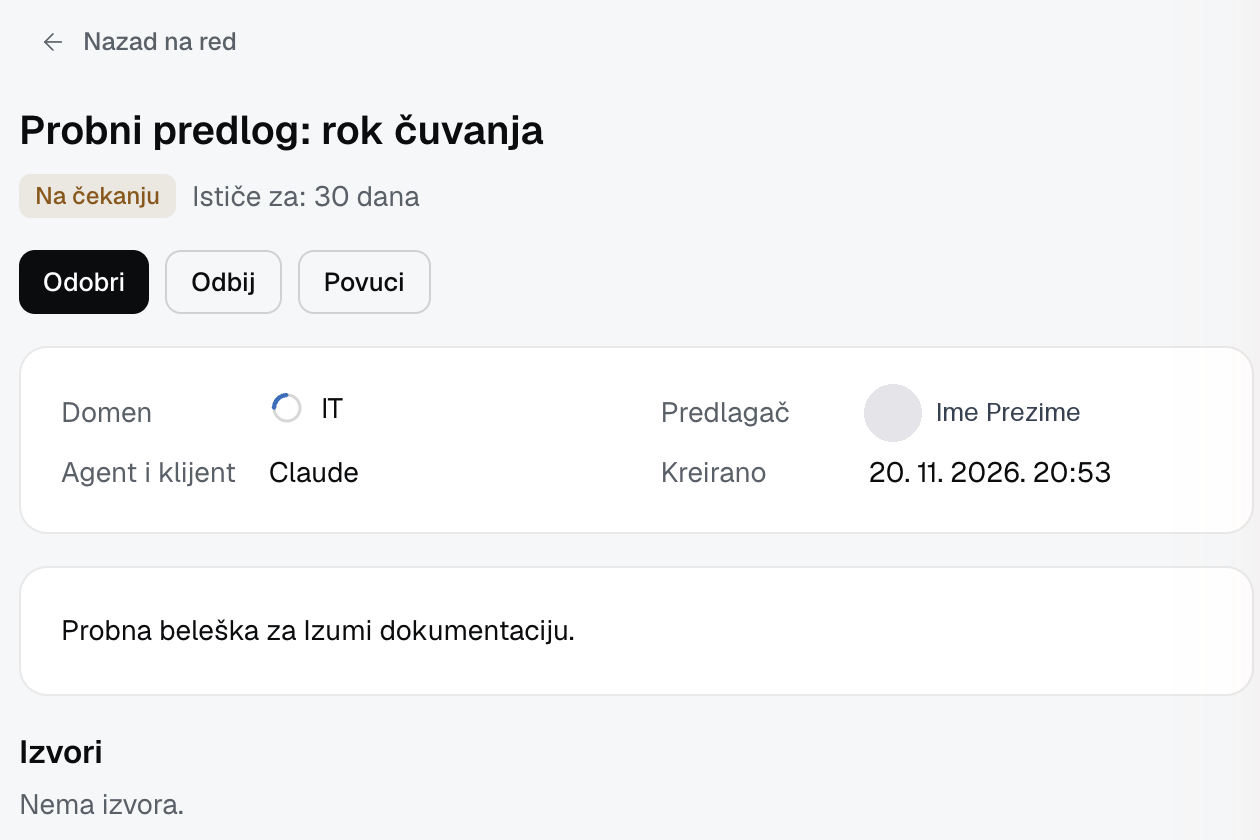 Nazad na red
Probni predlog: rok čuvanja
Na čekanju Ističe za: 30 dana
Odobri Odbij Povuci
Domen IT Predlagač Ime Prezime
Agent i klijent Claude Kreirano 20. 11. 2026. 20:53
Probna beleška za Izumi dokumentaciju.
Izvori
Nema izvora.